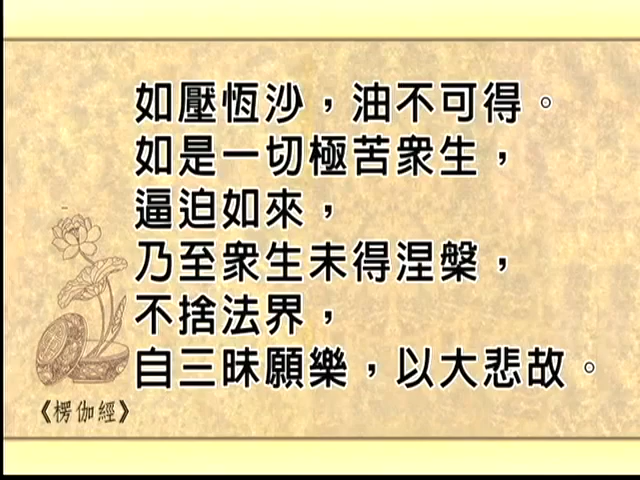 如壓恆沙，油不可得。
如是一切極苦眾生，
逼迫如來，
乃至眾生未得涅槃，
不捨法界，
自三昧願樂，以大悲故。
《楞伽經》